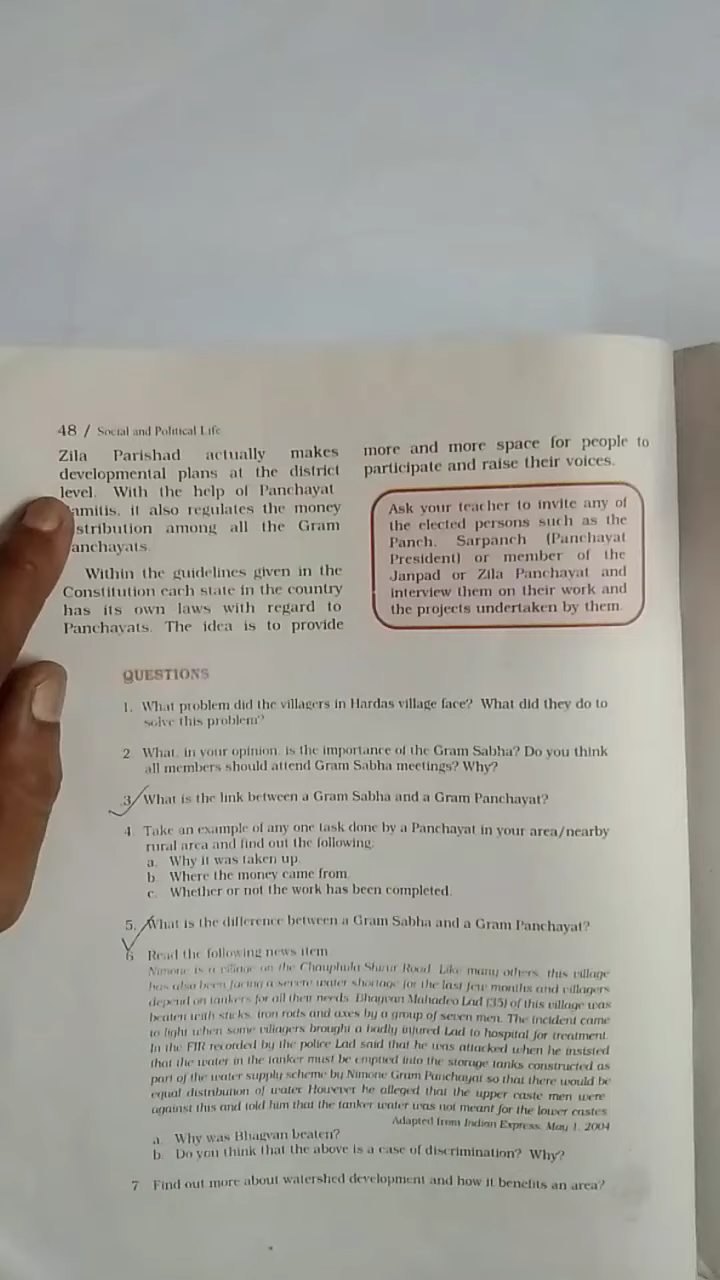 48 / Social and Political Life
Zila Parishad actually makes
developmental plans at the district
level. With the help of Panchayat
amitis, it also regulates the money
stribution among all the Gram
anchayats
Within the guidelines given in the
Constitution each state in the country
has its own laws with regard to
Panchayats. The idea is to provide
more and more space for people to
participate and raise their voices.
Ask your teacher to invite any of
the elected persons such as the
Panch, Sarpanch (Panchayat
President) or member of the
Janpad or Zila Panchayat and
interview them on their work and
the projects undertaken by them.
QUESTIONS
1. What problem did the villagers in Hardas village face? What did they do to
solve this problem?
2. What, in your opinion, is the importance of the Gram Sabha? Do you think
all members should attend Gram Sabha meetings? Why?
3. What is the link between a Gram Sabha and a Gram Panchayat?
4. Take an example of any one task done by a Panchayat in your area/nearby
rural area and find out the following:
a. Why it was taken up.
b. Where the money came from.
c. Whether or not the work has been completed.
5. What is the difference between a Gram Sabha and a Gram Panchayat?
6. Read the following news item.
Nimone is a village on the Chauphula-Shirur Road. Like many others, this village
has also been facing a severe water shortage for the last few months and villagers
depend on tankers for all their needs. Bhagvan Mahadeo Lad (35) of this village was
beaten with sticks, iron rods and axes by a group of seven men. The incident came
to light when some villagers brought a badly injured Lad to hospital for treatment.
In the FIR recorded by the police Lad said that he was attacked when he insisted
that the water in the tanker must be emptied into the storage tanks constructed as
part of the water supply scheme by Nimone Gram Panchayat so that there would be
equal distribution of water. However he alleged that the upper caste men were
against this and told him that the tanker water was not meant for the lower castes.
Adapted from Indian Express, May 1, 2004
a. Why was Bhagvan beaten?
b. Do you think that the above is a case of discrimination? Why?
7. Find out more about watershed development and how it benefits an area?